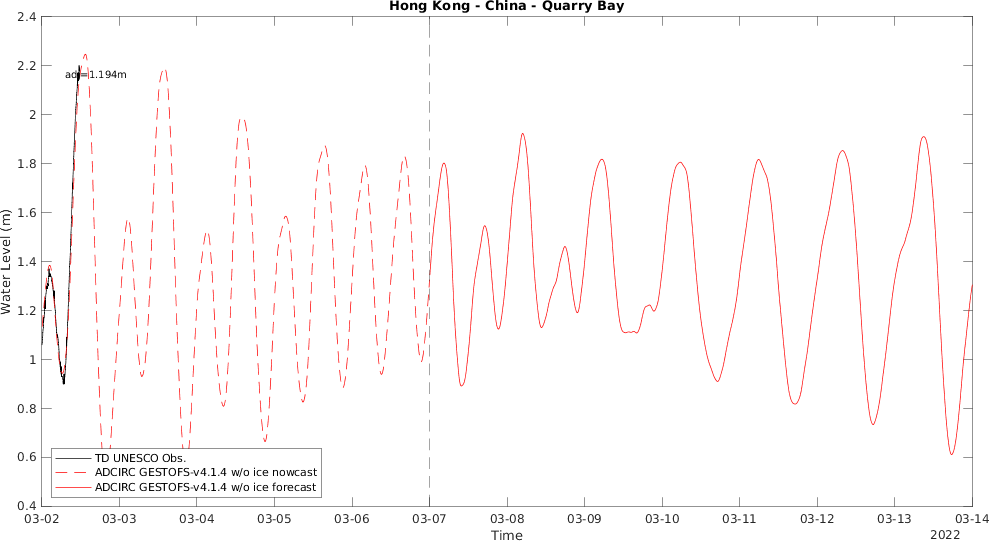 Hong Kong - China - Quarry Bay
2.4
2.2
2
1.8
1.6
1.4
1.2
1
0.8
0.6
0.4
Water Level (m)
ad=1.194m
TD UNESCO Obs.
ADCIRC GESTOFS-v4.1.4 w/o ice nowcast
ADCIRC GESTOFS-v4.1.4 w/o ice forecast
03-02 03-03 03-04 03-05 03-06 03-07 03-08 03-09 03-10 03-11 03-12 03-13 03-14
Time
2022